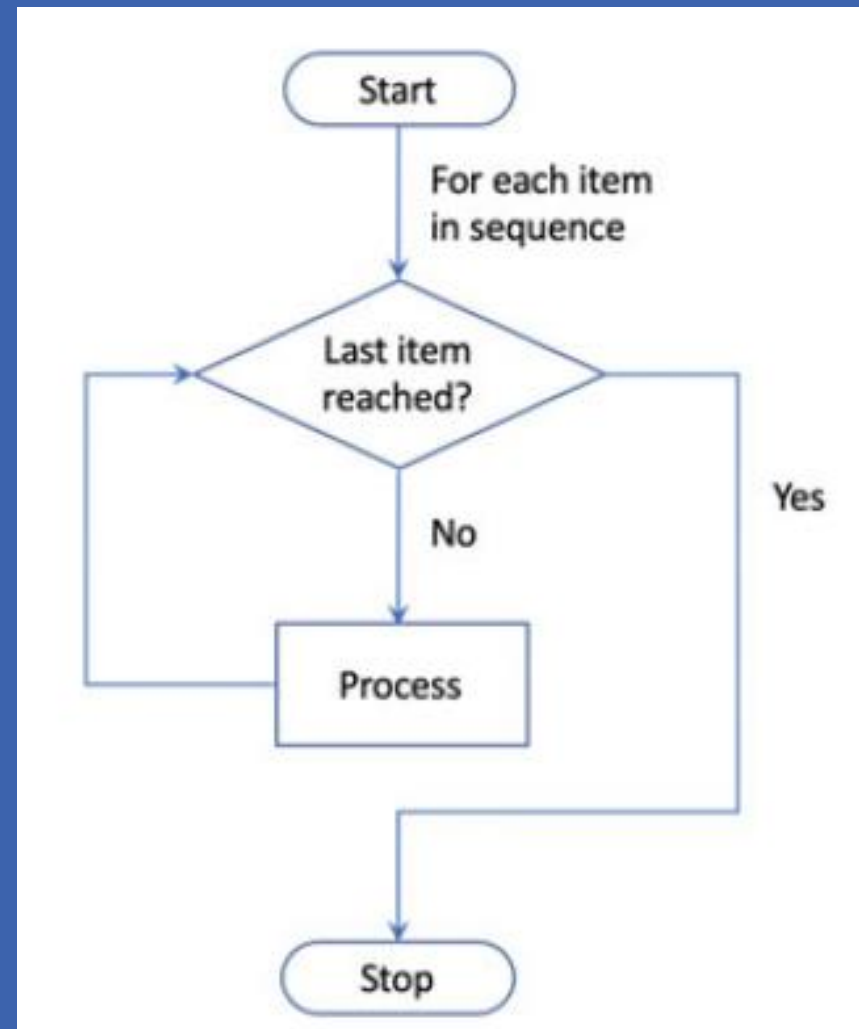 Start
For each item
in sequence
Last item
reached?
Yes
No
Process
Stop